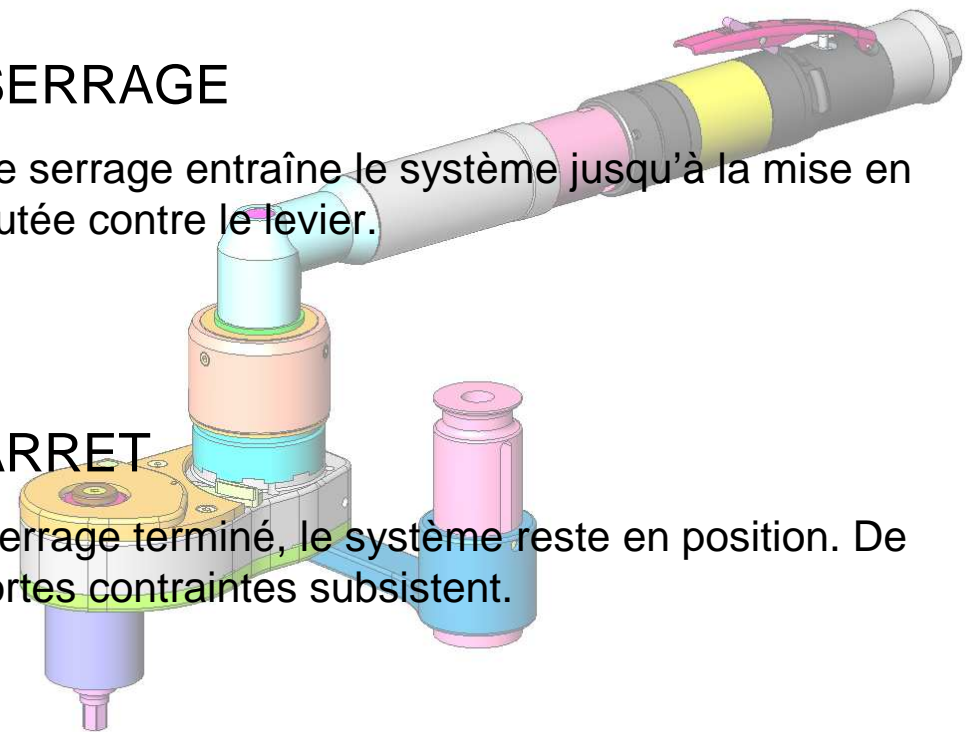 SERRAGE
e serrage entraîne le système jusqu’à la mise en
utée contre le levier.
ARRET
errage terminé, le système reste en position. De
ortes contraintes subsistent.